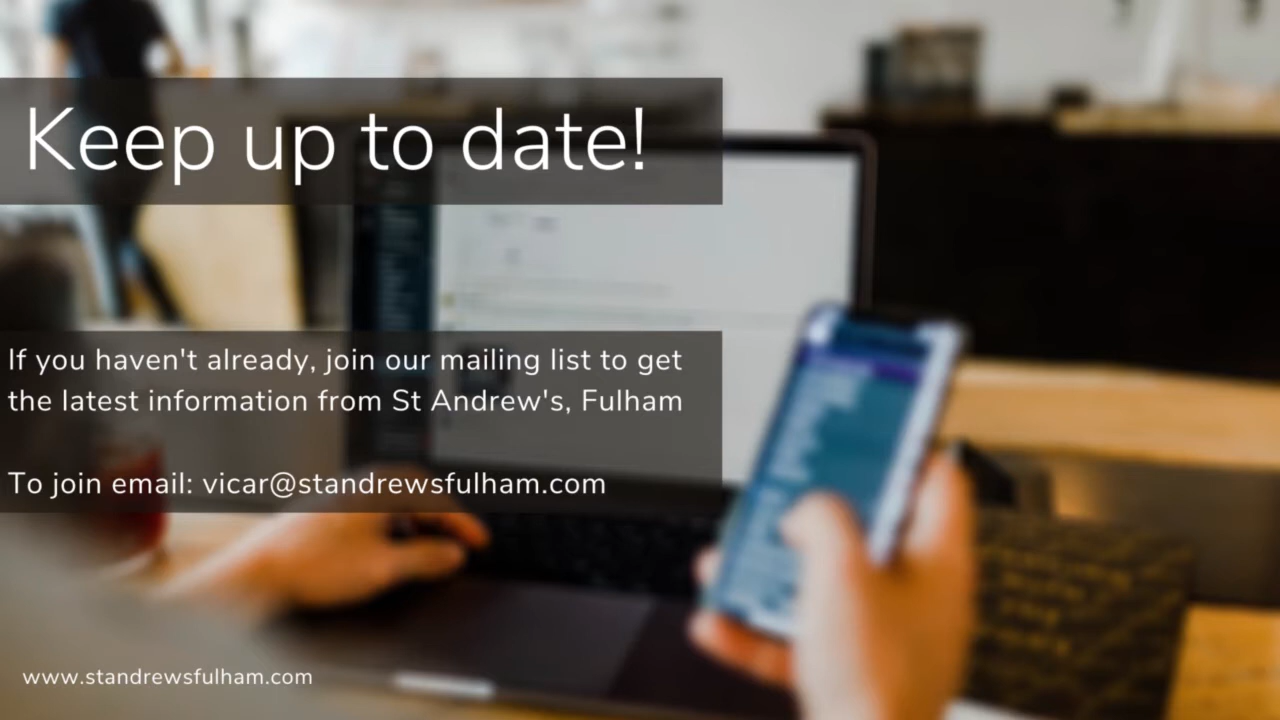 Keep up to date!
If you haven't already, join our mailing list to get
the latest information from St Andrew's, Fulham
To join email: vicar@standrewsfulham.com
www.standrewsfulham.com